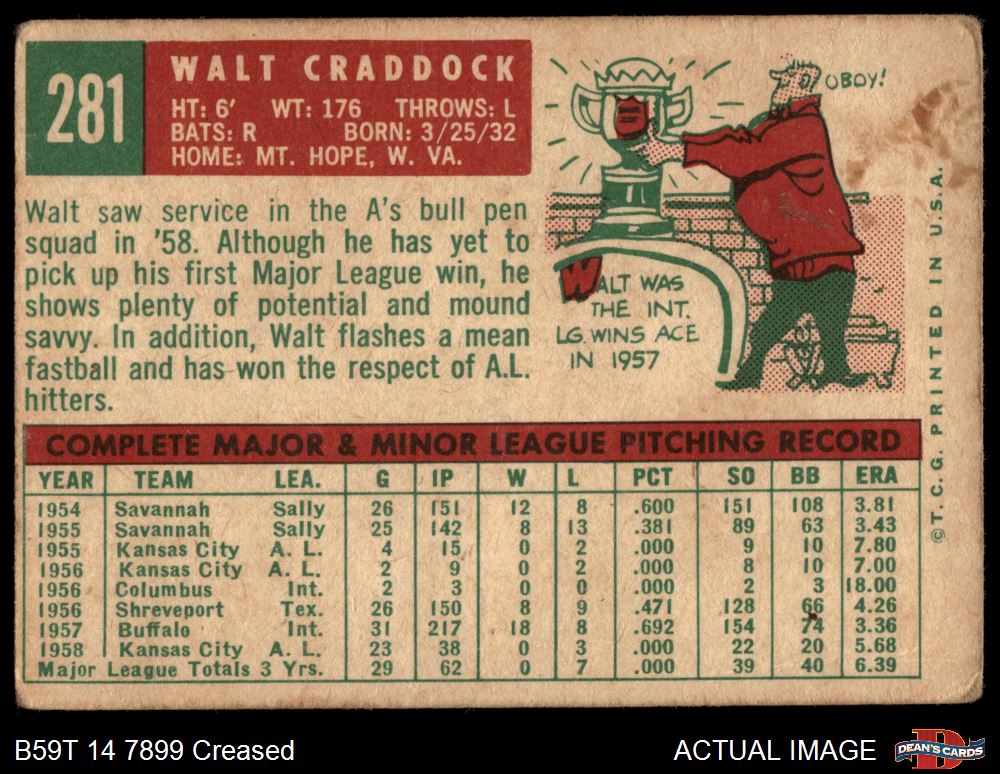 281
WALT CRADDOCK
HT: 6' WT: 176 THROWS: L
BATS: R BORN: 3/25/32
HOME: MT. HOPE, W. VA.
Walt saw service in the A's bull pen
squad in '58. Although he has yet to
pick up his first Major League win, he
shows plenty of potential and mound
savvy. In addition, Walt flashes a mean
fastball and has won the respect of A.L.
hitters.
OBOY!
WALT WAS
THE INT.
LG. WINS ACE
IN 1957
COMPLETE MAJOR & MINOR LEAGUE PITCHING RECORD
YEAR TEAM LEA. G IP W L PCT SO BB ERA
1954 Savannah Sally 26 151 12 8 .600 151 108 3.81
1955 Savannah Sally 25 142 8 13 .381 89 63 3.43
1955 Kansas City A. L. 4 15 0 2 .000 9 10 7.80
1956 Kansas City A. L. 2 9 0 2 .000 8 10 7.00
1956 Columbus Int. 2 3 0 0 .000 2 3 18.00
1956 Shreveport Tex. 26 150 8 9 .471 128 66 4.26
1957 Buffalo Int. 31 217 18 8 .692 154 74 3.36
1958 Kansas City A. L. 23 38 0 3 .000 22 20 5.68
Major League Totals 3 Yrs. 29 62 0 7 .000 39 40 6.39
© T. C. G. PRINTED IN U.S.A.
B59T 14 7899 Creased
ACTUAL IMAGE
DEAN'S CARDS